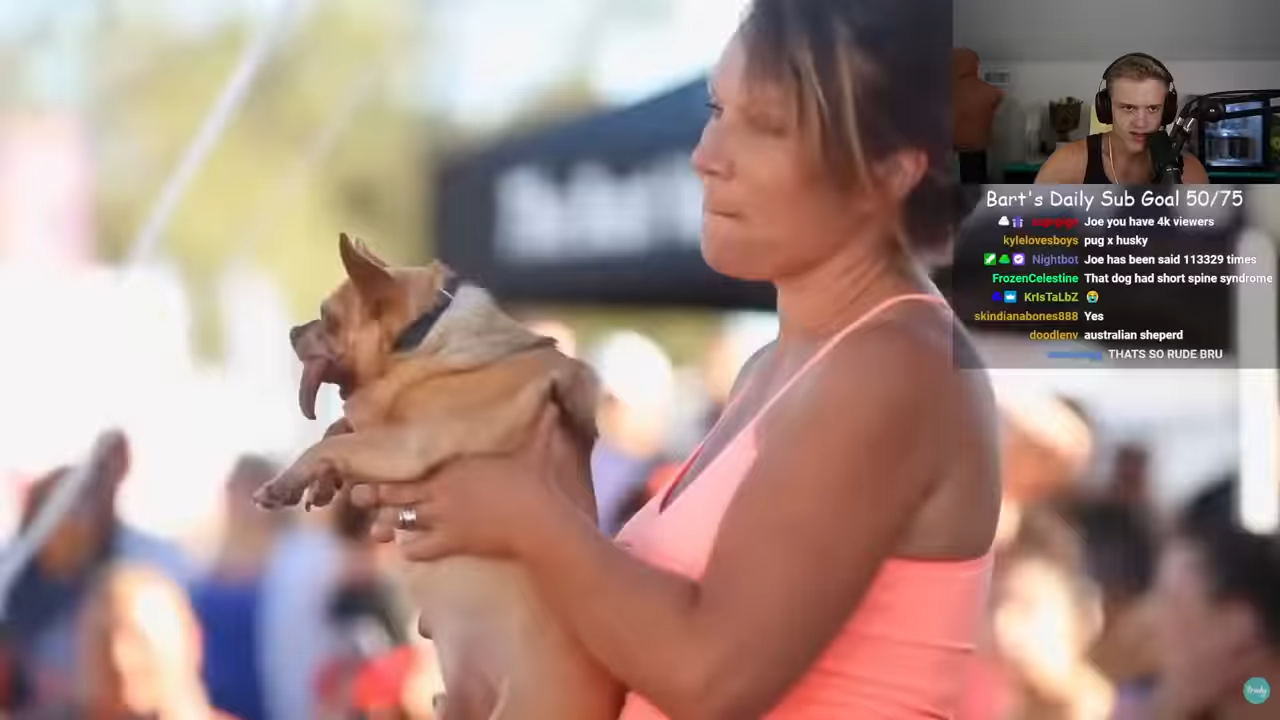 Bart's Daily Sub Goal 50/75
Joe you have 4k viewers
kylelovesboys pug x husky
Nightbot Joe has been said 113329 times
FrozenCelestine That dog had short spine syndrome
KrIsTaLbZ 😭
skindianabones888 Yes
doodlenv australian sheperd
THATS SO RUDE BRU